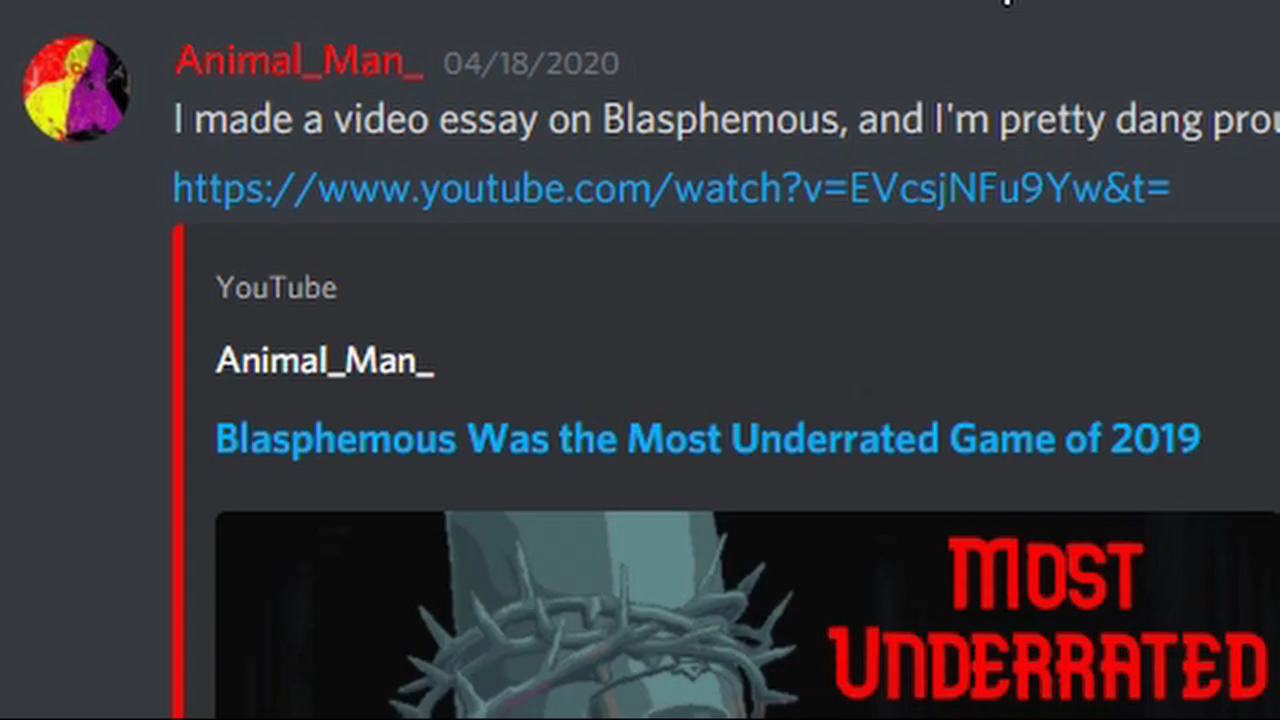 Animal_Man_ 04/18/2020
I made a video essay on Blasphemous, and I'm pretty dang
https://www.youtube.com/watch?v=EVcsjNFu9Yw&t=
YouTube
Animal_Man_
Blasphemous Was the Most Underrated Game of 2019
MOST
UNDERRATED